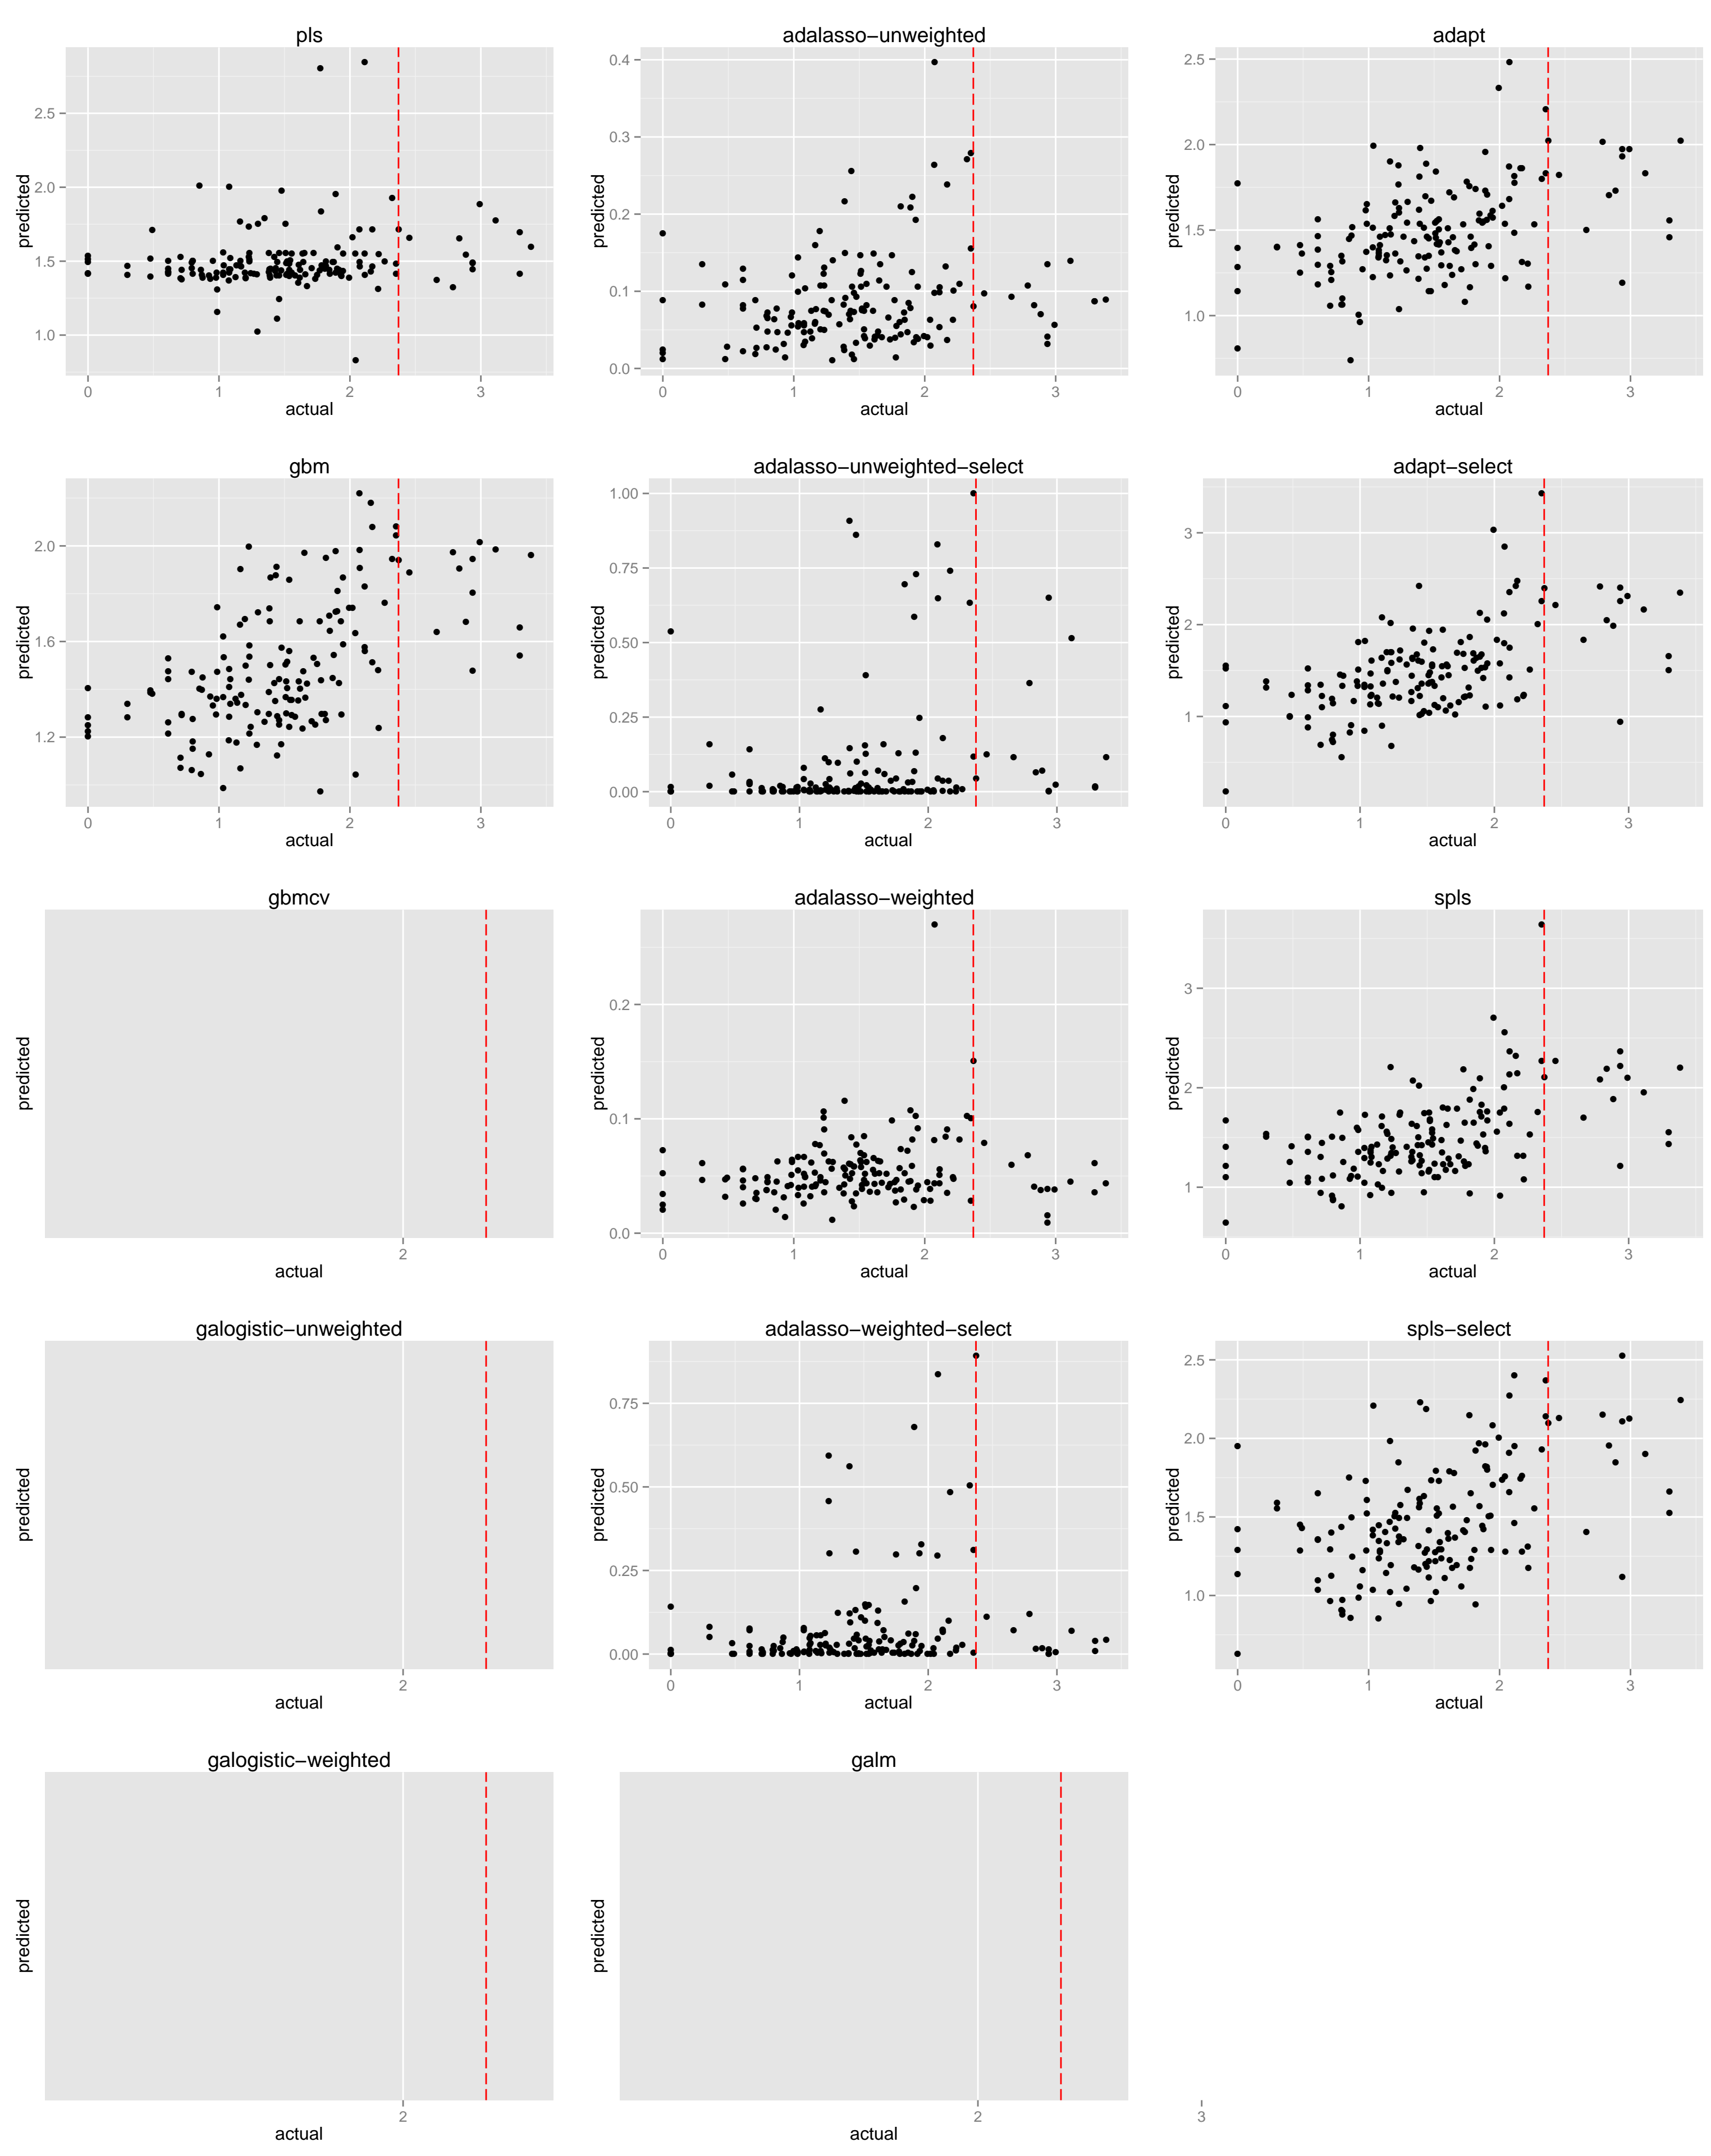 pls
predicted
2.5
2.0
1.5
1.0
0 1 2 3
actual
adalasso−unweighted
predicted
0.4
0.3
0.2
0.1
0.0
0 1 2 3
actual
adapt
predicted
2.5
2.0
1.5
1.0
0 1 2 3
actual
gbm
predicted
2.0
1.6
1.2
0 1 2 3
actual
adalasso−unweighted−select
predicted
1.00
0.75
0.50
0.25
0.00
0 1 2 3
actual
adapt−select
predicted
3
2
1
0 1 2 3
actual
gbmcv
predicted
2
actual
adalasso−weighted
predicted
0.2
0.1
0.0
0 1 2 3
actual
spls
predicted
3
2
1
0 1 2 3
actual
galogistic−unweighted
predicted
2
actual
adalasso−weighted−select
predicted
0.75
0.50
0.25
0.00
0 1 2 3
actual
spls−select
predicted
2.5
2.0
1.5
1.0
0 1 2 3
actual
galogistic−weighted
predicted
2
actual
galm
predicted
2
3
actual